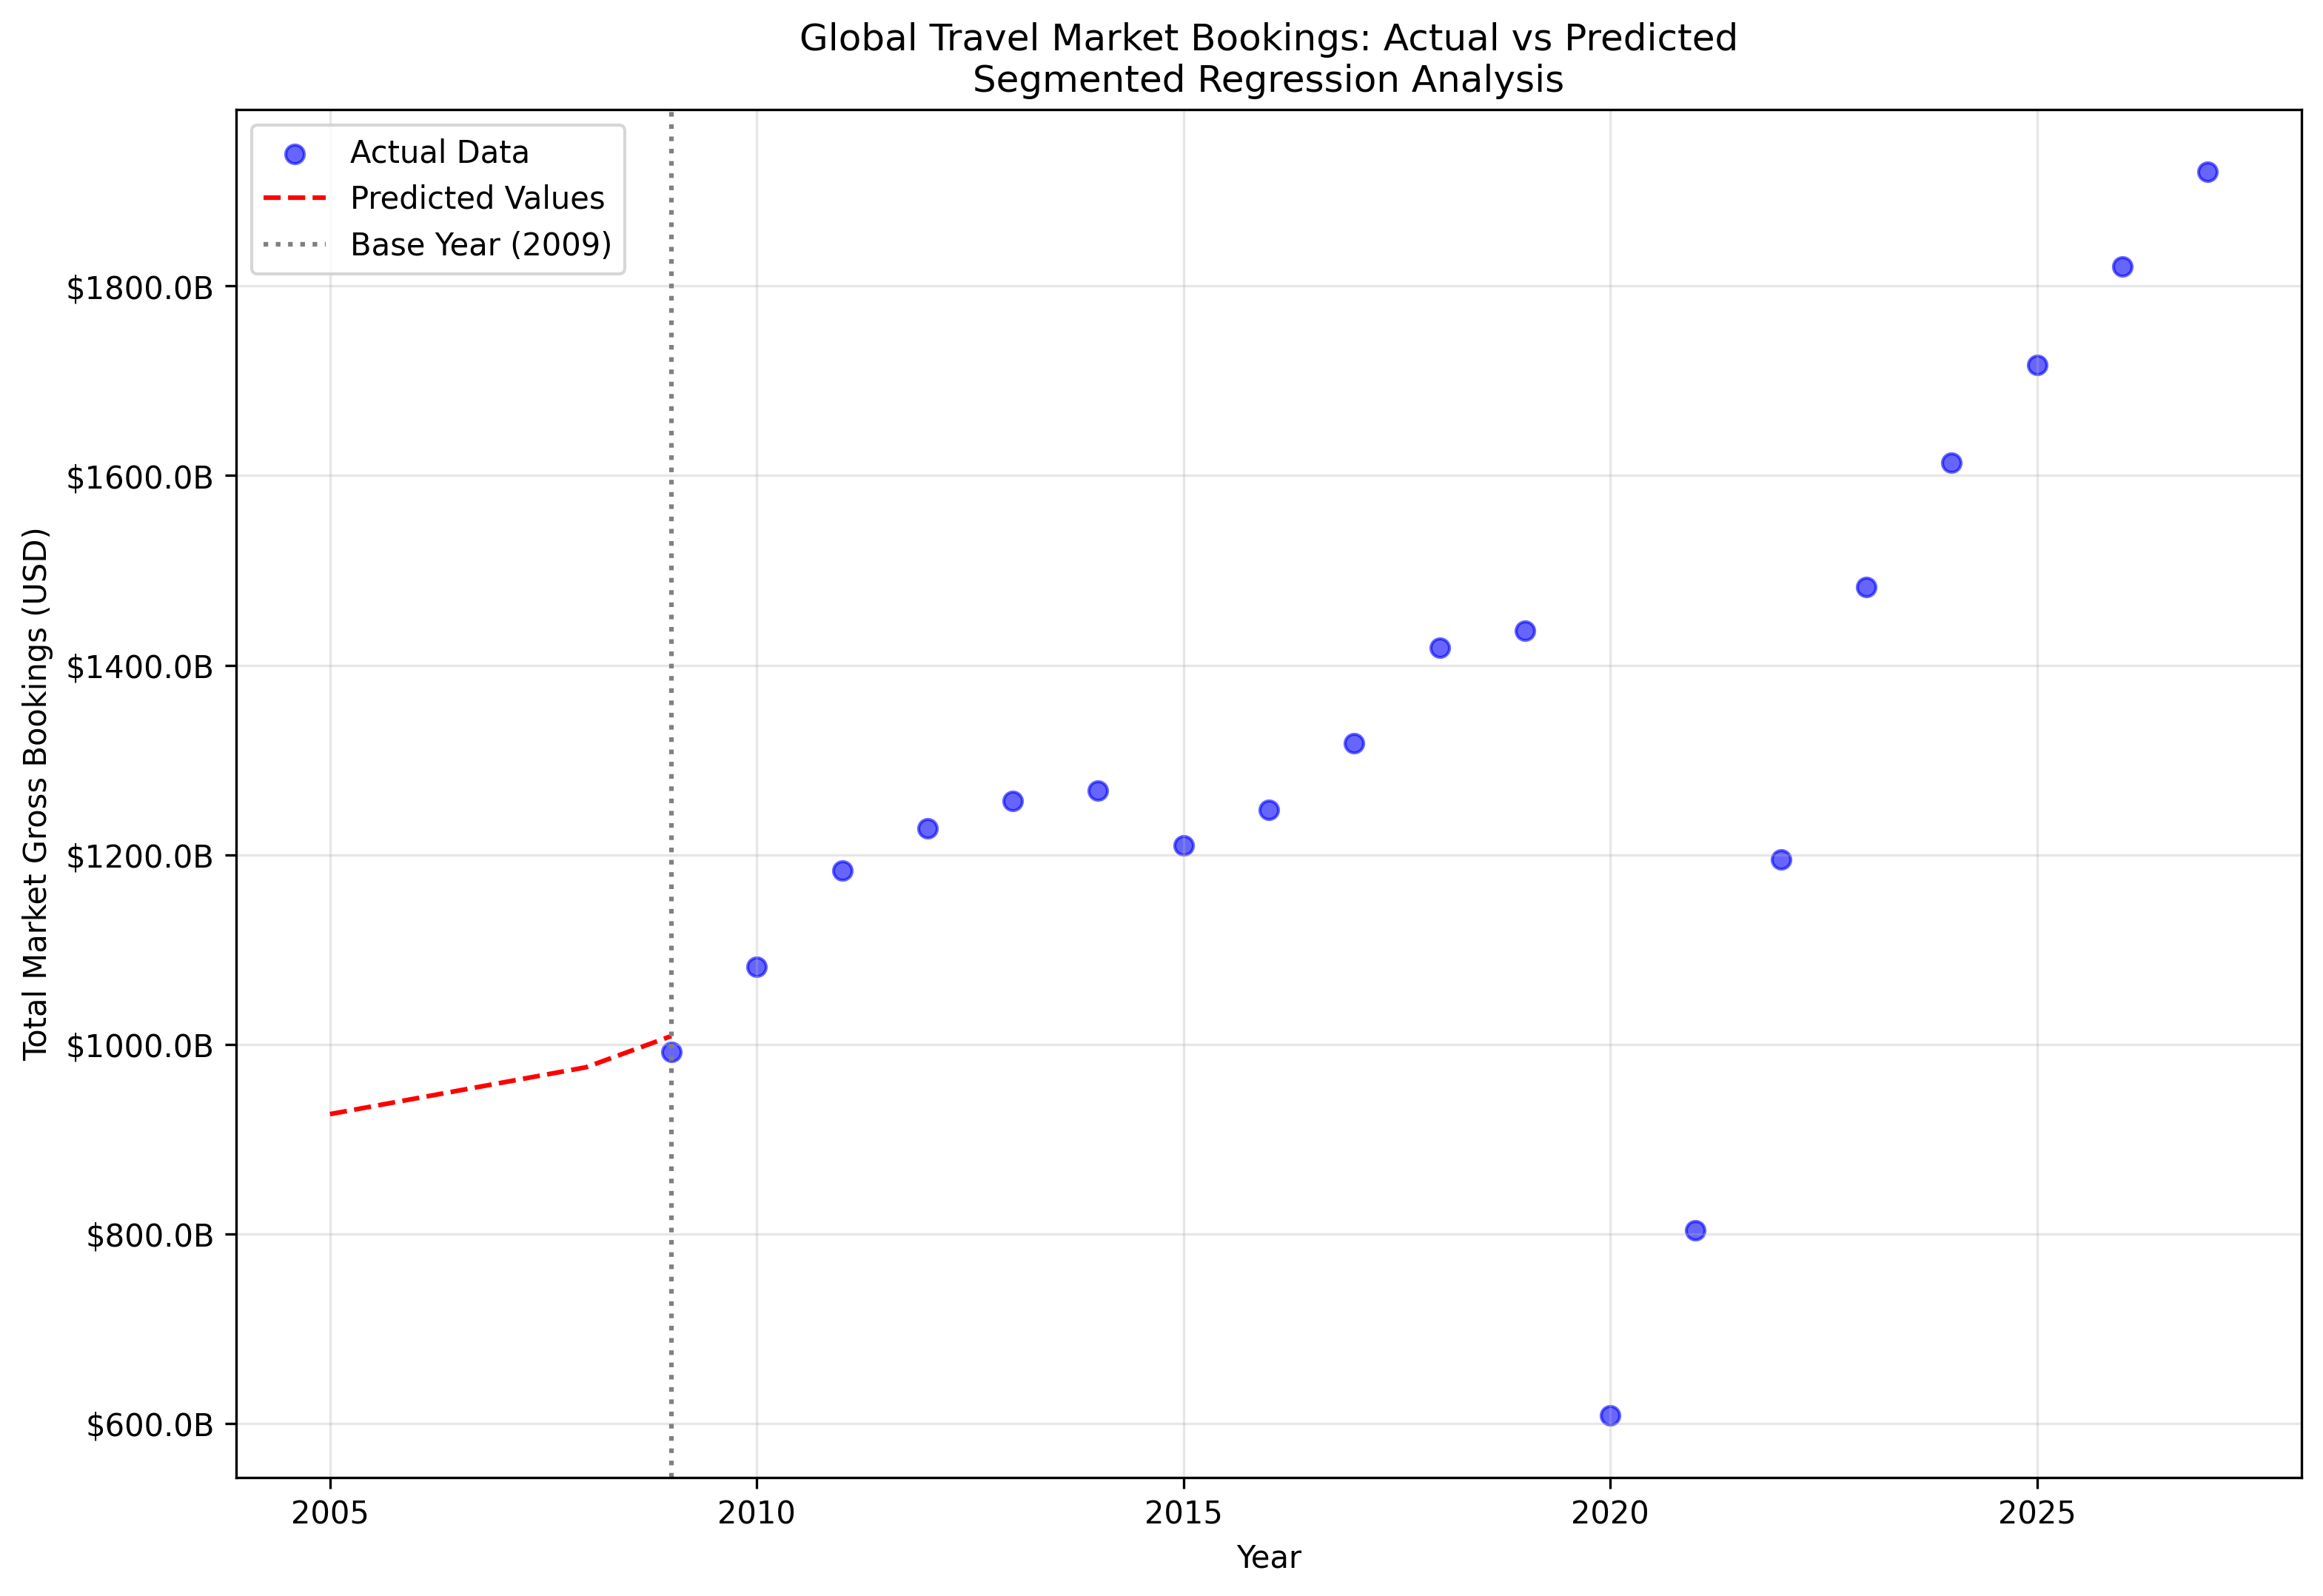 Global Travel Market Bookings: Actual vs Predicted
Segmented Regression Analysis
Actual Data
Predicted Values
Base Year (2009)
Total Market Gross Bookings (USD)
$1800.0B
$1600.0B
$1400.0B
$1200.0B
$1000.0B
$800.0B
$600.0B
2005
2010
2015
2020
2025
Year